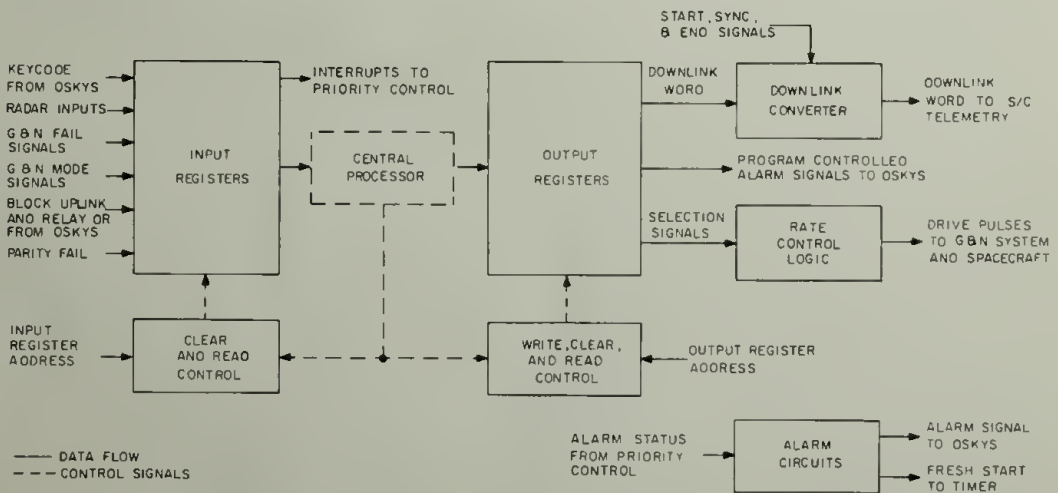 START, SYNC,
& END SIGNALS
KEYCODE
FROM OSKYS
RADAR INPUTS
G&N FAIL
SIGNALS
G&N MODE
SIGNALS
BLOCK UPLINK
AND RELAY OR
FROM OSKYS
PARITY FAIL
INPUT
REGISTERS
INTERRUPTS TO
PRIORITY CONTROL
CENTRAL
PROCESSOR
OUTPUT
REGISTERS
DOWNLINK
WORD
DOWNLINK
CONVERTER
DOWNLINK
WORD TO S/C
TELEMETRY
PROGRAM CONTROLLED
ALARM SIGNALS TO OSKYS
SELECTION
SIGNALS
RATE
CONTROL
LOGIC
DRIVE PULSES
TO G&N SYSTEM
AND SPACECRAFT
INPUT
REGISTER
ADDRESS
CLEAR
AND READ
CONTROL
WRITE, CLEAR,
AND READ
CONTROL
OUTPUT REGISTER
ADDRESS
DATA FLOW
CONTROL SIGNALS
ALARM STATUS
FROM PRIORITY
CONTROL
ALARM
CIRCUITS
ALARM SIGNAL
TO OSKYS
FRESH START
TO TIMER